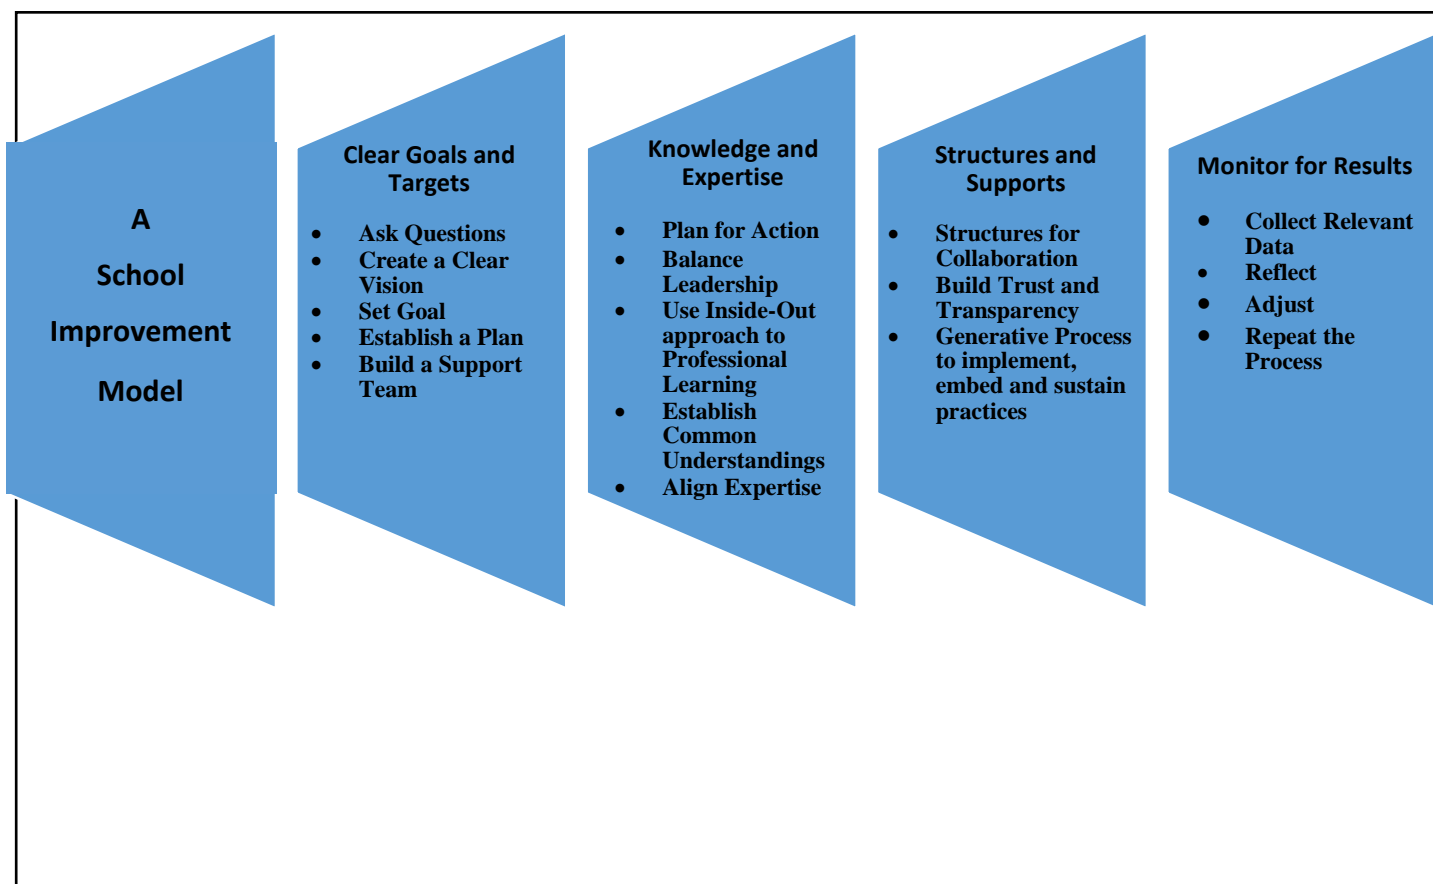 A
School
Improvement
Model
Clear Goals and
Targets
• Ask Questions
• Create a Clear
Vision
• Set Goal
• Establish a Plan
• Build a Support
Team
Knowledge and
Expertise
• Plan for Action
• Balance
Leadership
• Use Inside-Out
approach to
Professional
Learning
• Establish
Common
Understandings
• Align Expertise
Structures and
Supports
• Structures for
Collaboration
• Build Trust and
Transparency
• Generative Process
to implement,
embed and sustain
practices
Monitor for Results
• Collect Relevant
Data
• Reflect
• Adjust
• Repeat the
Process